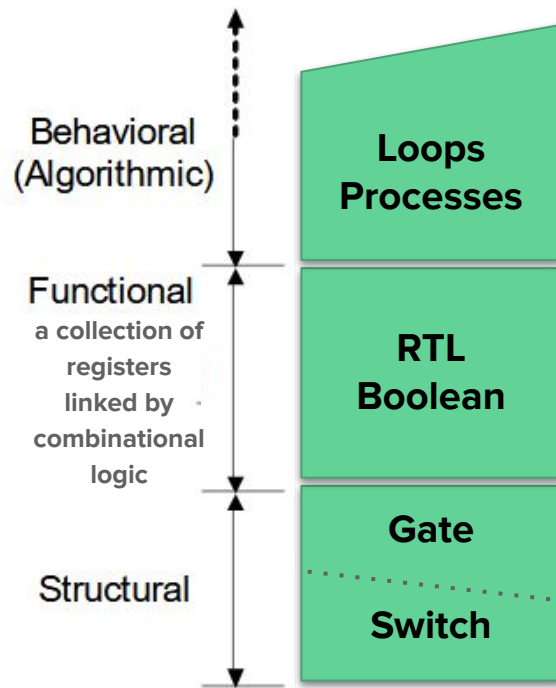 Behavioral
(Algorithmic)
Loops
Processes
Functional
a collection of
registers
linked by
combinational
logic
RTL
Boolean
Structural
Gate
Switch